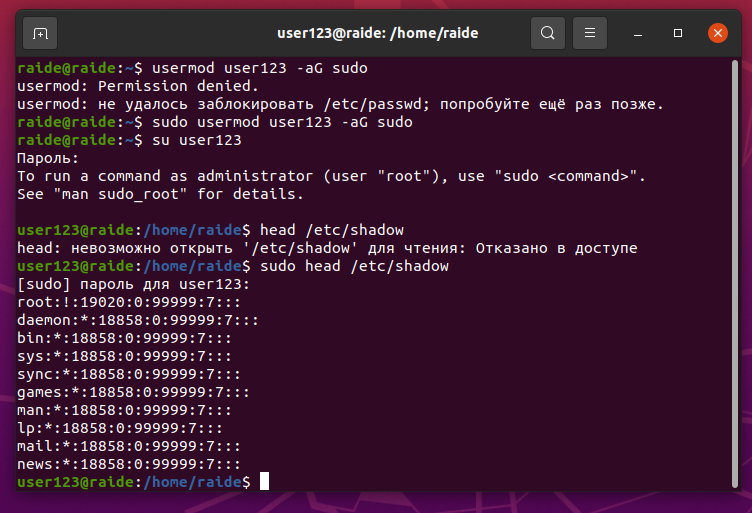 user123@raide: /home/raide
raide@raide:~$ usermod user123 -aG sudo
usermod: Permission denied.
usermod: не удалось заблокировать /etc/passwd; попробуйте ещё раз позже.
raide@raide:~$ sudo usermod user123 -aG sudo
raide@raide:~$ su user123
Пароль:
To run a command as administrator (user "root"), use "sudo <command>".
See "man sudo_root" for details.
user123@raide:/home/raide$ head /etc/shadow
head: невозможно открыть '/etc/shadow' для чтения: Отказано в доступе
user123@raide:/home/raide$ sudo head /etc/shadow
[sudo] пароль для user123:
root:!:19020:0:99999:7:::
daemon:*:18858:0:99999:7:::
bin:*:18858:0:99999:7:::
sys:*:18858:0:99999:7:::
sync:*:18858:0:99999:7:::
games:*:18858:0:99999:7:::
man:*:18858:0:99999:7:::
lp:*:18858:0:99999:7:::
mail:*:18858:0:99999:7:::
news:*:18858:0:99999:7:::
user123@raide:/home/raide$